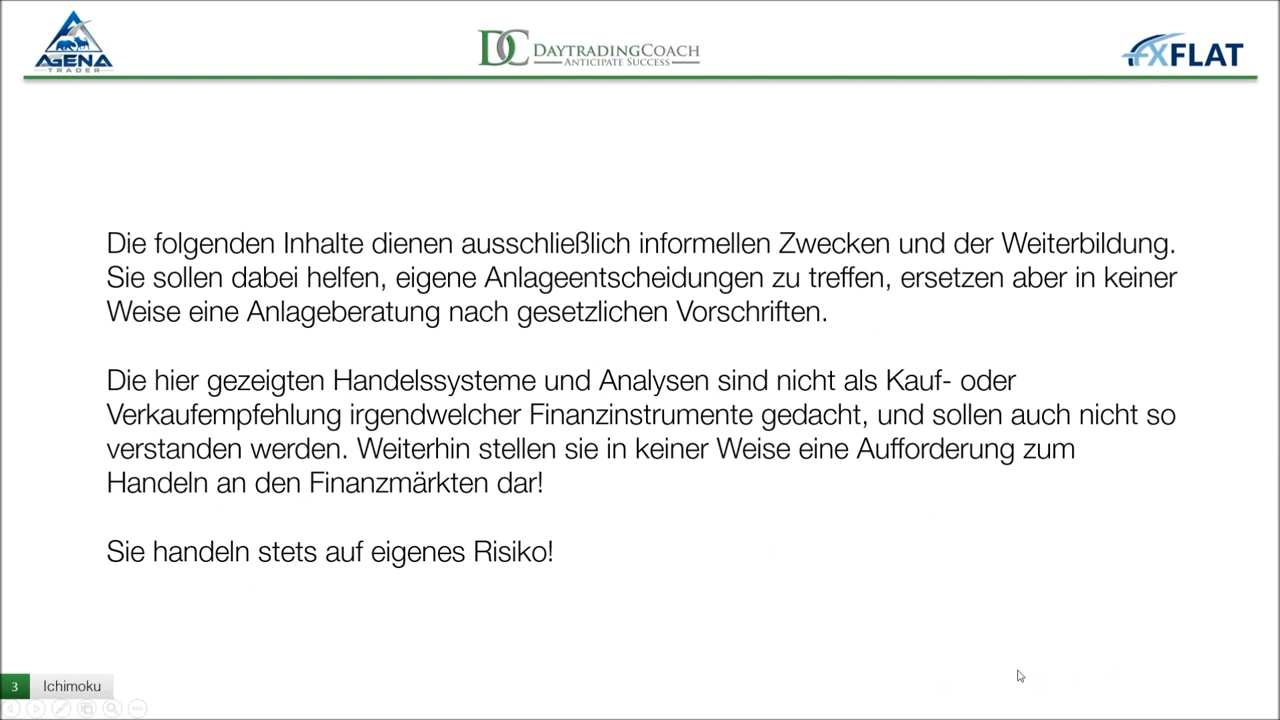 AGENA
TRADER
DC DAYTRADINGCOACH
ANTICIPATE SUCCESS
FXFLAT
Die folgenden Inhalte dienen ausschließlich informellen Zwecken und der Weiterbildung.
Sie sollen dabei helfen, eigene Anlageentscheidungen zu treffen, ersetzen aber in keiner
Weise eine Anlageberatung nach gesetzlichen Vorschriften.
Die hier gezeigten Handelssysteme und Analysen sind nicht als Kauf- oder
Verkaufempfehlung irgendwelcher Finanzinstrumente gedacht, und sollen auch nicht so
verstanden werden. Weiterhin stellen sie in keiner Weise eine Aufforderung zum
Handeln an den Finanzmärkten dar!
Sie handeln stets auf eigenes Risiko!
3 Ichimoku